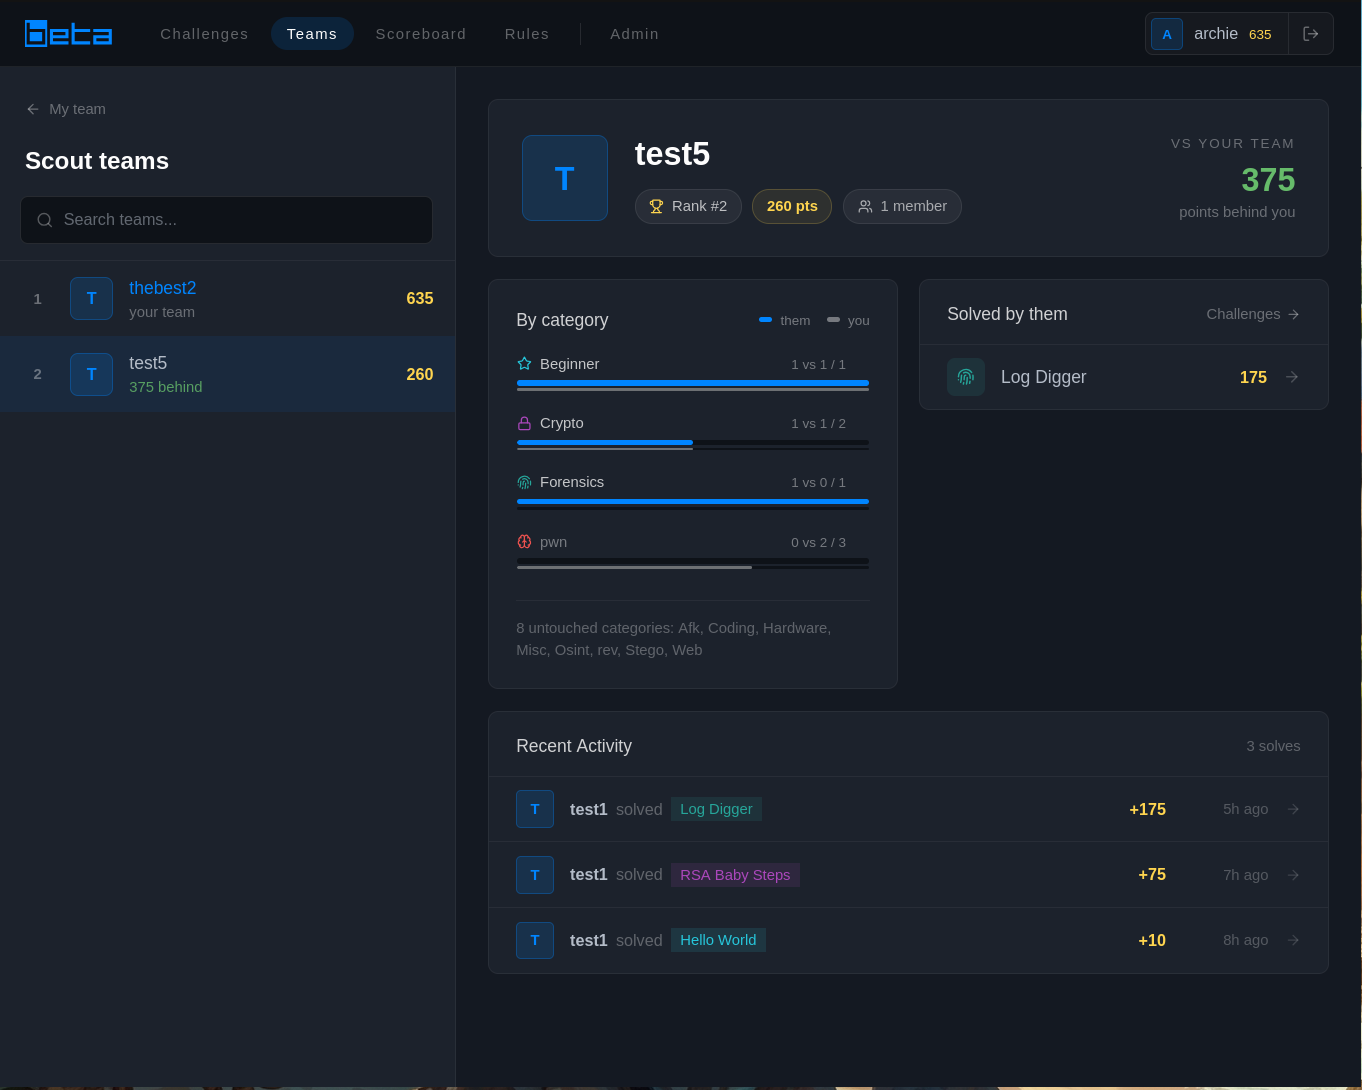 beta Challenges Teams Scoreboard Rules Admin A archie 635
My team
Scout teams
Search teams...
1 T thebest2 635
your team
2 T test5 260
375 behind
T
test5
Rank #2 260 pts 1 member
VS YOUR TEAM
375
points behind you
By category them you
Beginner 1 vs 1 / 1
Crypto 1 vs 1 / 2
Forensics 1 vs 0 / 1
pwn 0 vs 2 / 3
8 untouched categories: Afk, Coding, Hardware,
Misc, Osint, rev, Stego, Web
Solved by them Challenges
Log Digger 175
Recent Activity 3 solves
T test1 solved Log Digger +175 5h ago
T test1 solved RSA Baby Steps +75 7h ago
T test1 solved Hello World +10 8h ago